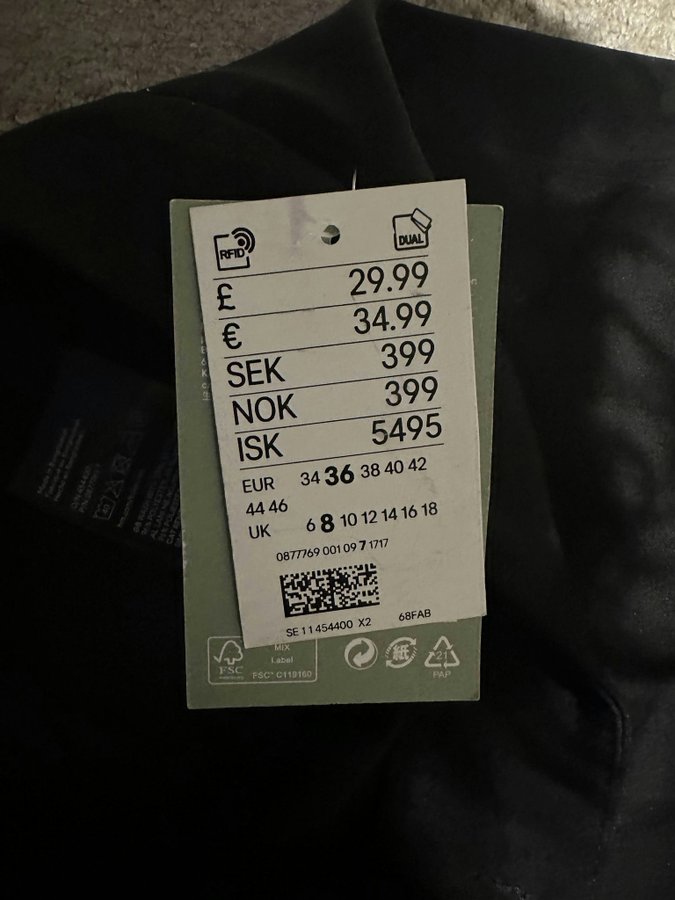 RFID
DUAL
£ 29.99
€ 34.99
SEK 399
NOK 399
ISK 5495
EUR 34 36 38 40 42
44 46
UK 6 8 10 12 14 16 18
0877769 001 09 7 1717
SE 11 454400 X2 68FAB
FSC
MIX
Label
FSC® C119160
紙
21
PAP